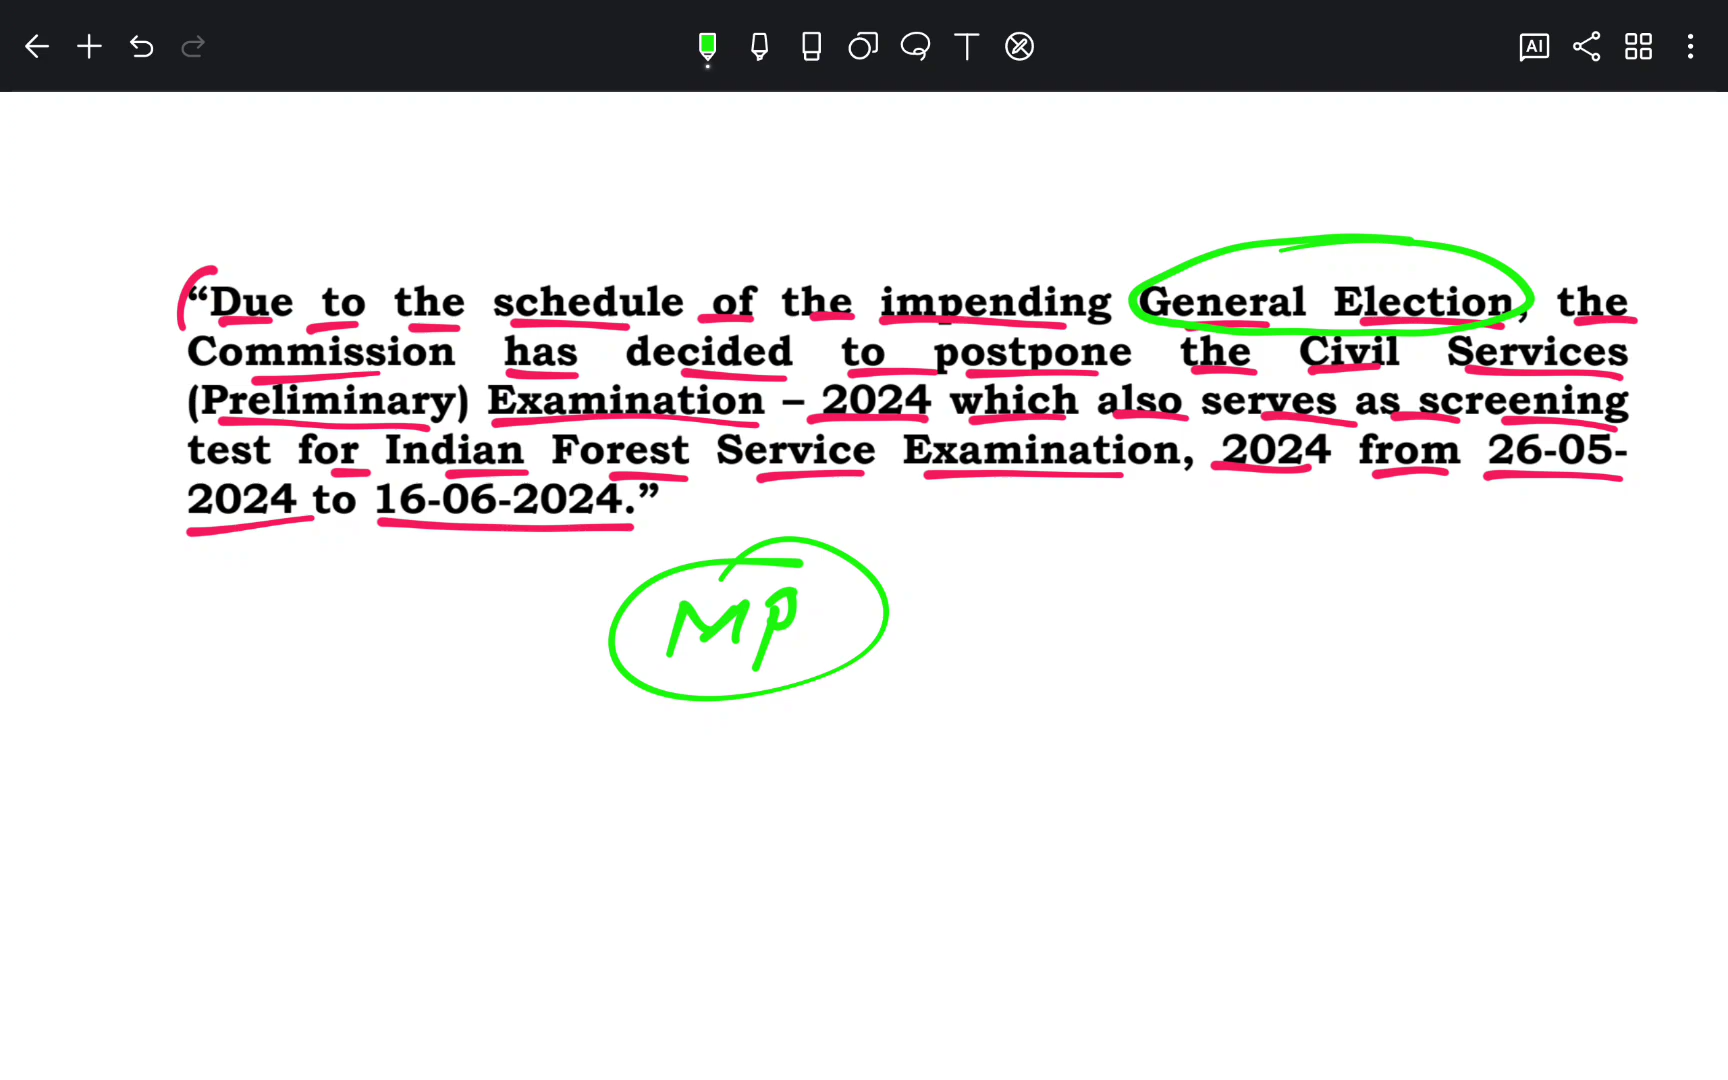 AI
T
“Due to the schedule of the impending General Election, the
Commission has decided to postpone the Civil Services
(Preliminary) Examination – 2024 which also serves as screening
test for Indian Forest Service Examination, 2024 from 26-05-
2024 to 16-06-2024.”
MP